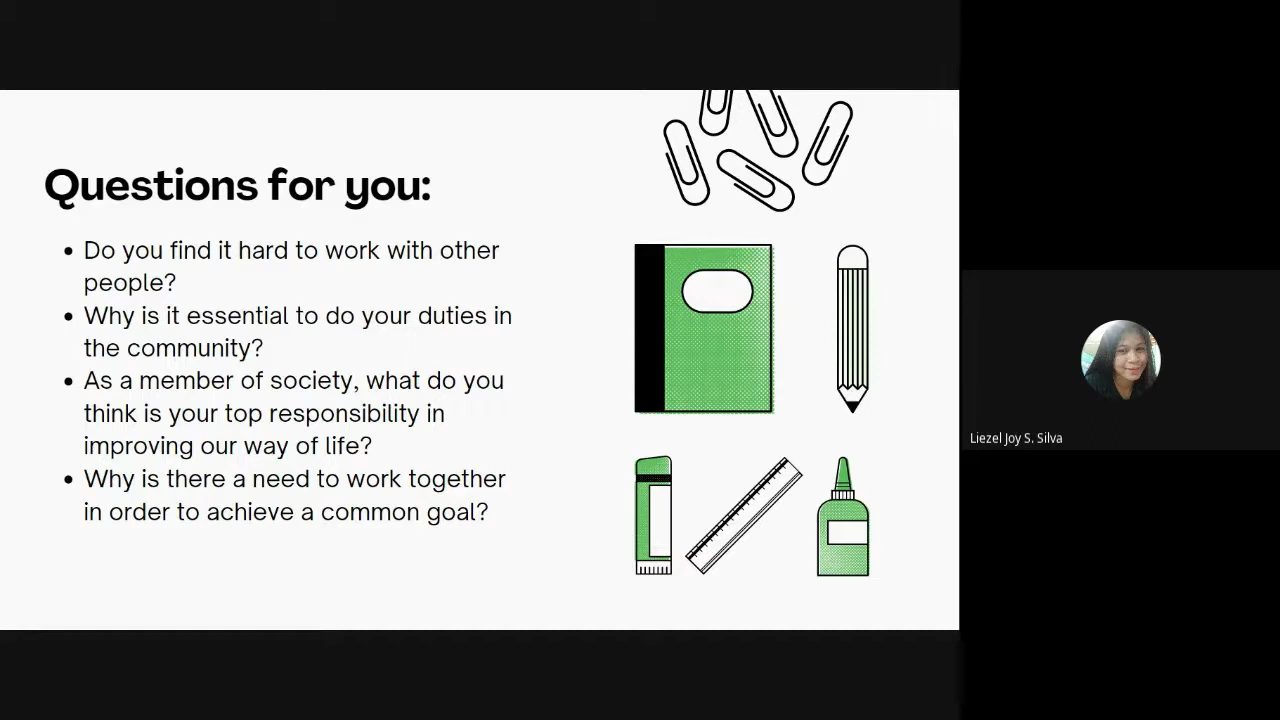 Questions for you:
• Do you find it hard to work with other
people?
• Why is it essential to do your duties in
the community?
• As a member of society, what do you
think is your top responsibility in
improving our way of life?
• Why is there a need to work together
in order to achieve a common goal?
Liezel Joy S. Silva